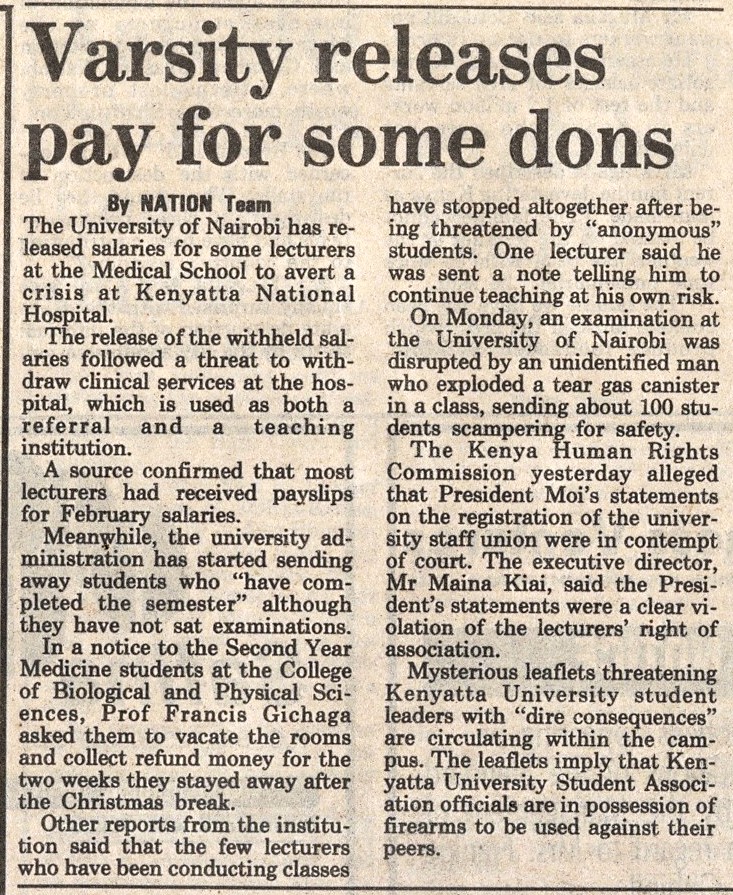 Varsity releases
pay for some dons
By NATION Team
The University of Nairobi has re-
leased salaries for some lecturers
at the Medical School to avert a
crisis at Kenyatta National
Hospital.
The release of the withheld sal-
aries followed a threat to with-
draw clinical services at the hos-
pital, which is used as both a
referral and a teaching
institution.
A source confirmed that most
lecturers had received payslips
for February salaries.
Meanwhile, the university ad-
ministration has started sending
away students who “have com-
pleted the semester” although
they have not sat examinations.
In a notice to the Second Year
Medicine students at the College
of Biological and Physical Sci-
ences, Prof Francis Gichaga
asked them to vacate the rooms
and collect refund money for the
two weeks they stayed away after
the Christmas break.
Other reports from the institu-
tion said that the few lecturers
who have been conducting classes
have stopped altogether after be-
ing threatened by “anonymous”
students. One lecturer said he
was sent a note telling him to
continue teaching at his own risk.
On Monday, an examination at
the University of Nairobi was
disrupted by an unidentified man
who exploded a tear gas canister
in a class, sending about 100 stu-
dents scampering for safety.
The Kenya Human Rights
Commission yesterday alleged
that President Moi’s statements
on the registration of the univer-
sity staff union were in contempt
of court. The executive director,
Mr Maina Kiai, said the Presi-
dent’s statements were a clear vi-
olation of the lecturers’ right of
association.
Mysterious leaflets threatening
Kenyatta University student
leaders with “dire consequences”
are circulating within the cam-
pus. The leaflets imply that Ken-
yatta University Student Associ-
ation officials are in possession of
firearms to be used against their
peers.